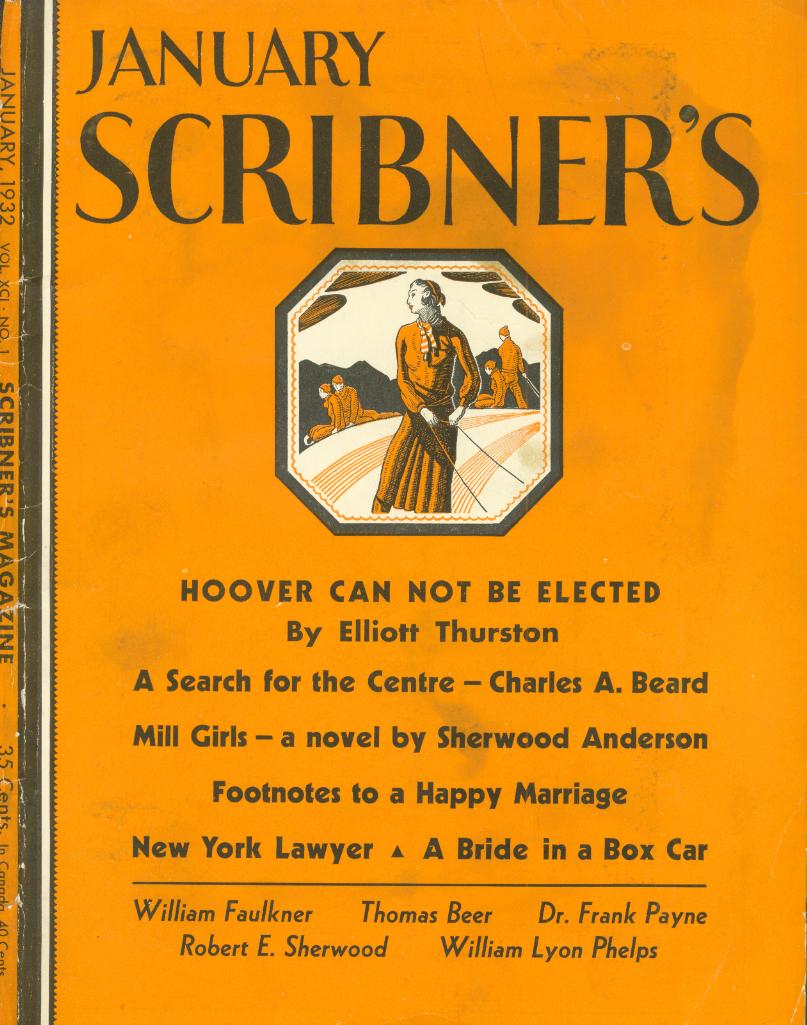 JANUARY
SCRIBNER'S
HOOVER CAN NOT BE ELECTED
By Elliott Thurston
A Search for the Centre – Charles A. Beard
Mill Girls – a novel by Sherwood Anderson
Footnotes to a Happy Marriage
New York Lawyer ▲ A Bride in a Box Car
William Faulkner Thomas Beer Dr. Frank Payne
Robert E. Sherwood William Lyon Phelps
JANUARY, 1932 VOL. XCI · NO. 1 SCRIBNER'S MAGAZINE · 35 Cents. In Canada 40 Cents